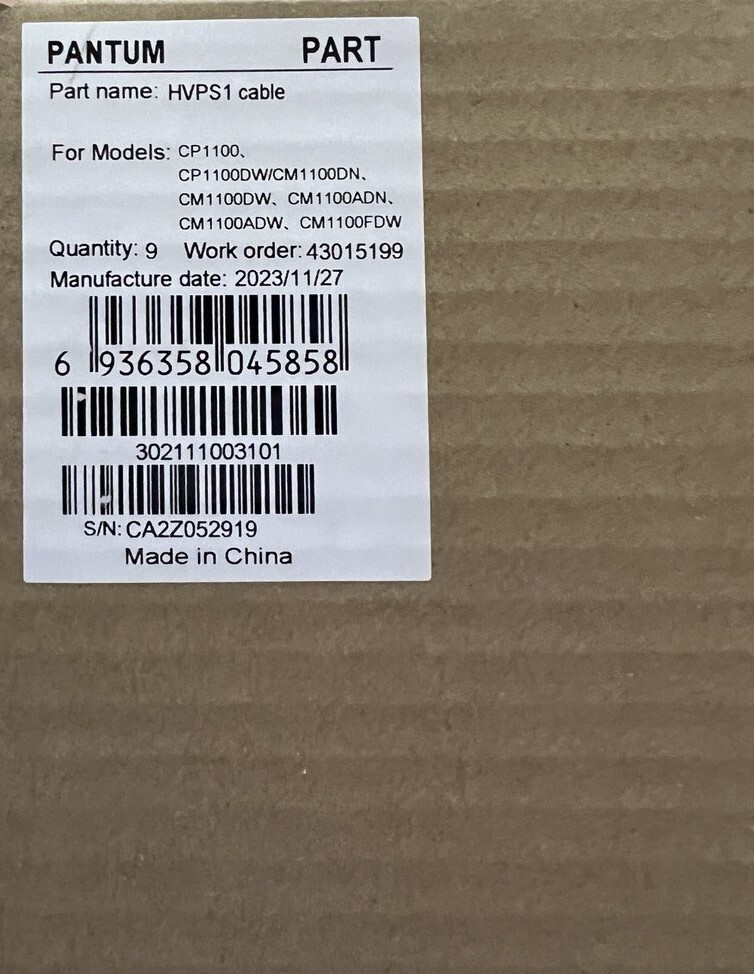 PANTUM PART
Part name: HVPS1 cable
For Models: CP1100、
CP1100DW/CM1100DN、
CM1100DW、CM1100ADN、
CM1100ADW、CM1100FDW
Quantity: 9 Work order: 43015199
Manufacture date: 2023/11/27
6 936358 045858
302111003101
S/N: CA2Z052919
Made in China